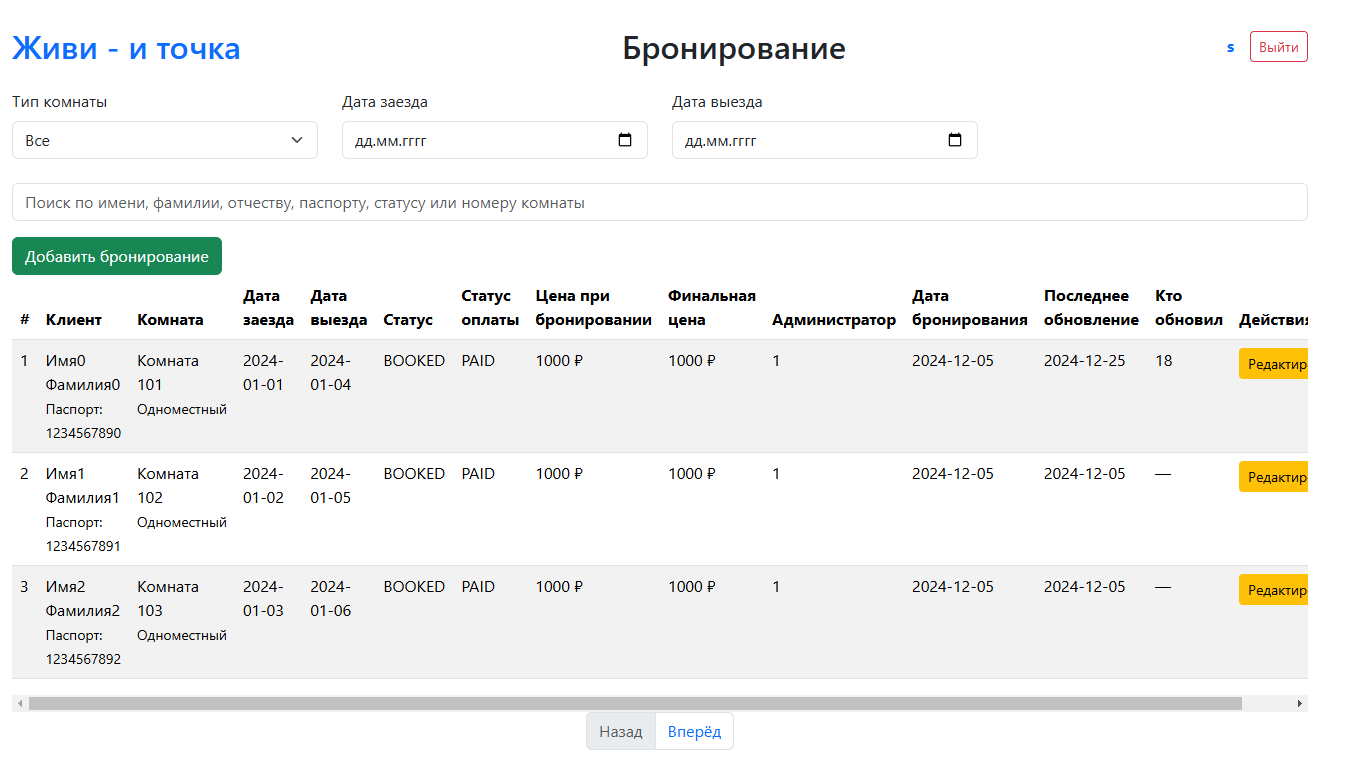 Живи - и точка
Бронирование
s
Выйти
Тип комнаты
Дата заезда
Дата выезда
Все
дд.мм.гггг
дд.мм.гггг
Поиск по имени, фамилии, отчеству, паспорту, статусу или номеру комнаты
Добавить бронирование
#
Клиент
Комната
Дата
заезда
Дата
выезда
Статус
Статус
оплаты
Цена при
бронировании
Финальная
цена
Администратор
Дата
бронирования
Последнее
обновление
Кто
обновил
Действия
1
Имя0
Фамилия0
Паспорт:
1234567890
Комната
101
Одноместный
2024-
01-01
2024-
01-04
BOOKED
PAID
1000 ₽
1000 ₽
1
2024-12-05
2024-12-25
18
Редактир
2
Имя1
Фамилия1
Паспорт:
1234567891
Комната
102
Одноместный
2024-
01-02
2024-
01-05
BOOKED
PAID
1000 ₽
1000 ₽
1
2024-12-05
2024-12-05
—
Редактир
3
Имя2
Фамилия2
Паспорт:
1234567892
Комната
103
Одноместный
2024-
01-03
2024-
01-06
BOOKED
PAID
1000 ₽
1000 ₽
1
2024-12-05
2024-12-05
—
Редактир
Назад
Вперёд